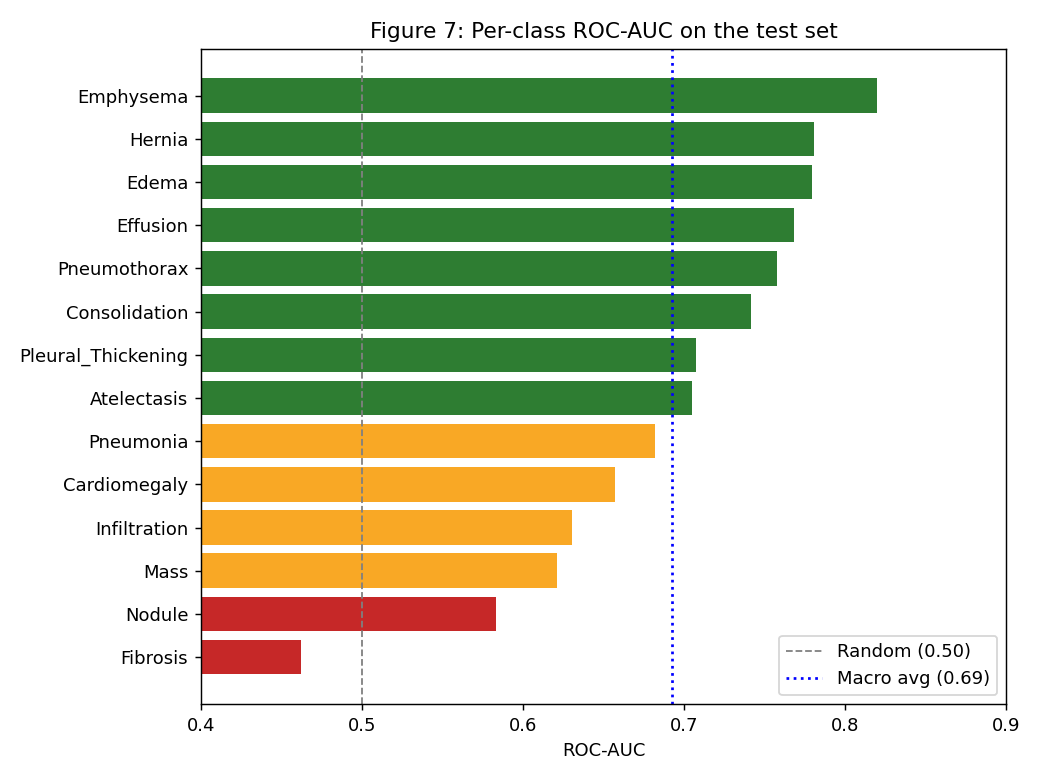 Figure 7: Per-class ROC-AUC on the test set
Emphysema
Hernia
Edema
Effusion
Pneumothorax
Consolidation
Pleural_Thickening
Atelectasis
Pneumonia
Cardiomegaly
Infiltration
Mass
Nodule
Fibrosis
Random (0.50)
Macro avg (0.69)
0.4 0.5 0.6 0.7 0.8 0.9
ROC-AUC